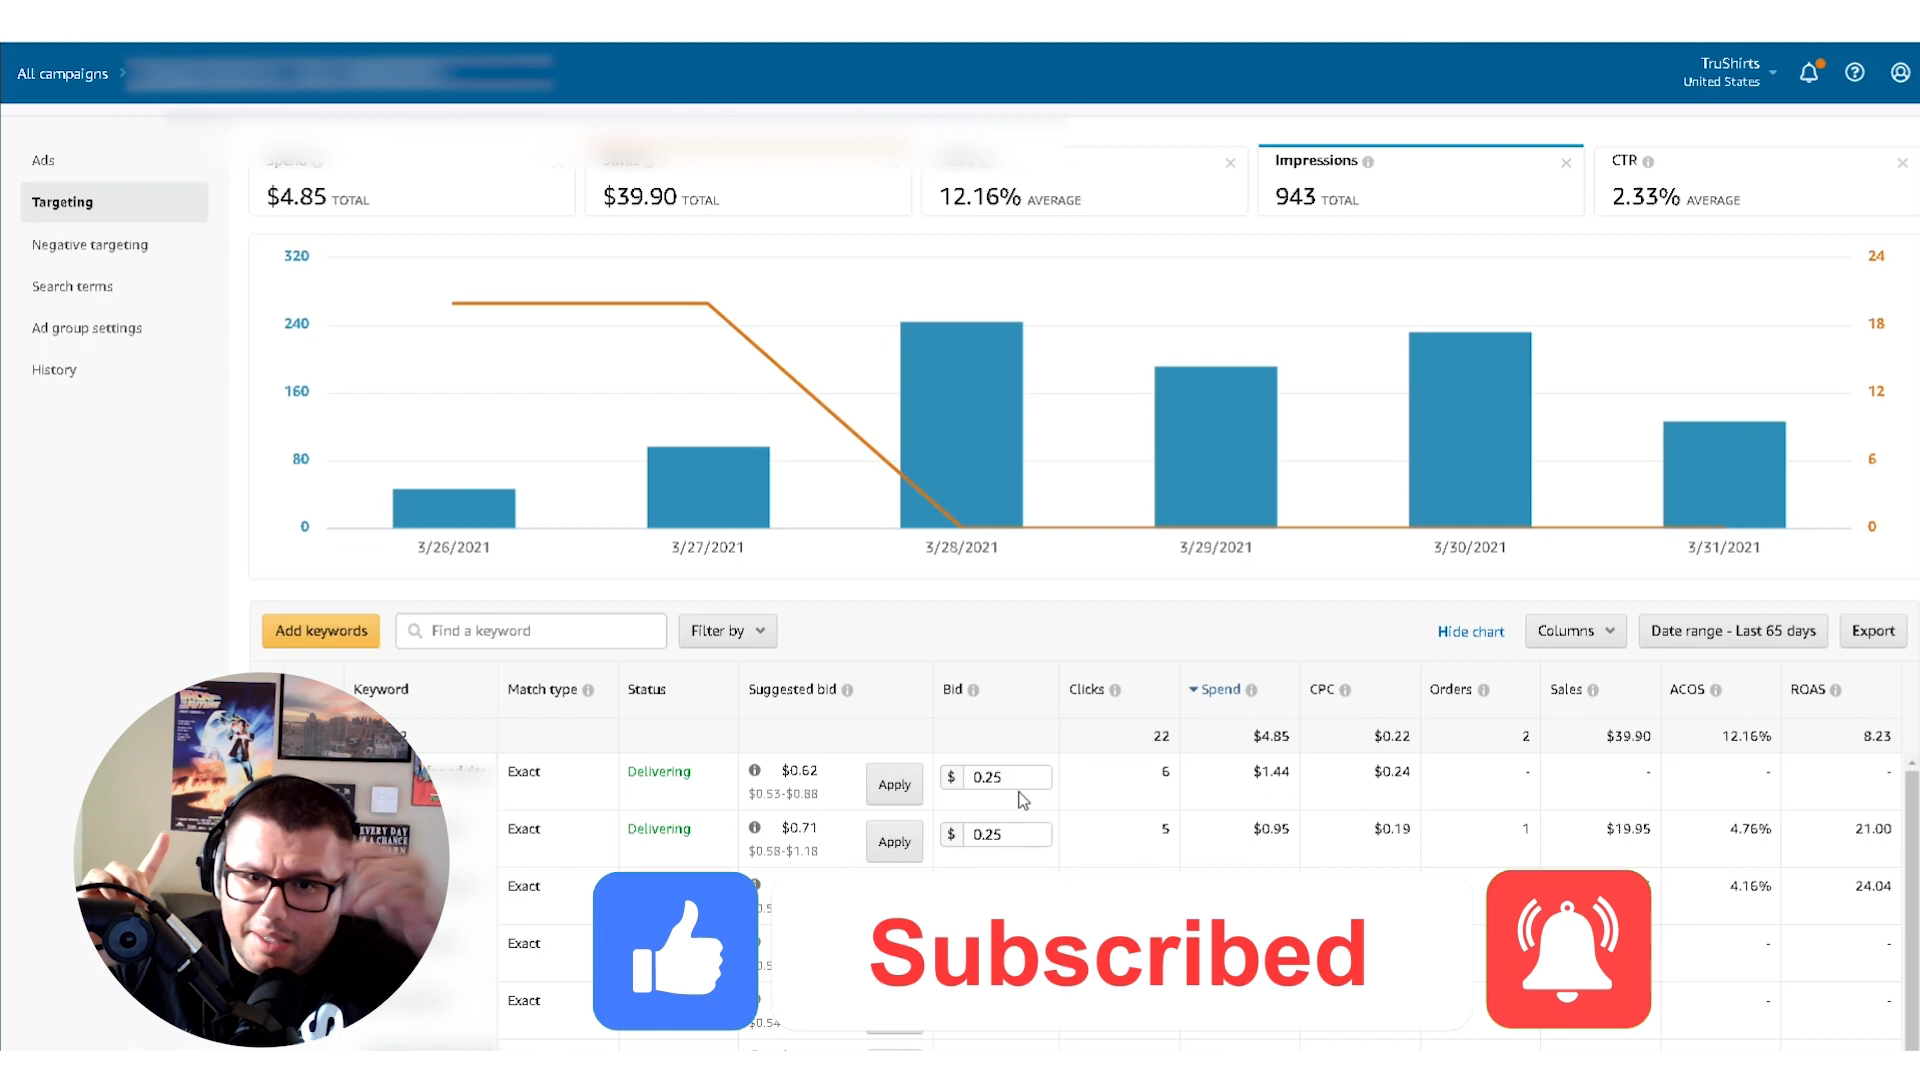 All campaigns
TruShirts
United States
Ads
Targeting
Negative targeting
Search terms
Ad group settings
History
Spend
$4.85 TOTAL
$39.90 TOTAL
12.16% AVERAGE
Impressions
943 TOTAL
CTR
2.33% AVERAGE
320
240
160
80
0
24
18
12
6
0
3/26/2021
3/27/2021
3/28/2021
3/29/2021
3/30/2021
3/31/2021
Add keywords
Find a keyword
Filter by
Hide chart
Columns
Date range - Last 65 days
Export
Keyword
Match type
Status
Suggested bid
Bid
Clicks
Spend
CPC
Orders
Sales
ACOS
ROAS
22
$4.85
$0.22
2
$39.90
12.16%
8.23
Exact
Delivering
$0.62
$0.53-$0.88
Apply
$ 0.25
6
$1.44
$0.24
-
-
-
-
Exact
Delivering
$0.71
$0.58-$1.18
Apply
$ 0.25
5
$0.95
$0.19
1
$19.95
4.76%
21.00
Exact
4.16%
24.04
Exact
-
-
Exact
$0.54
-
-
EVERY DAY
A CHANCE
Subscribed